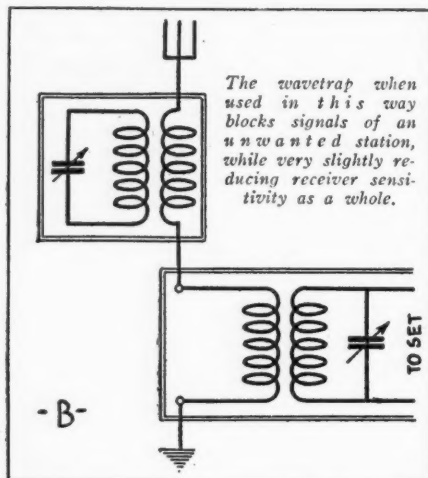 The wavetrap when
used in this way
blocks signals of an
unwanted station,
while very slightly re-
ducing receiver sensi-
tivity as a whole.
TO SET
-B-